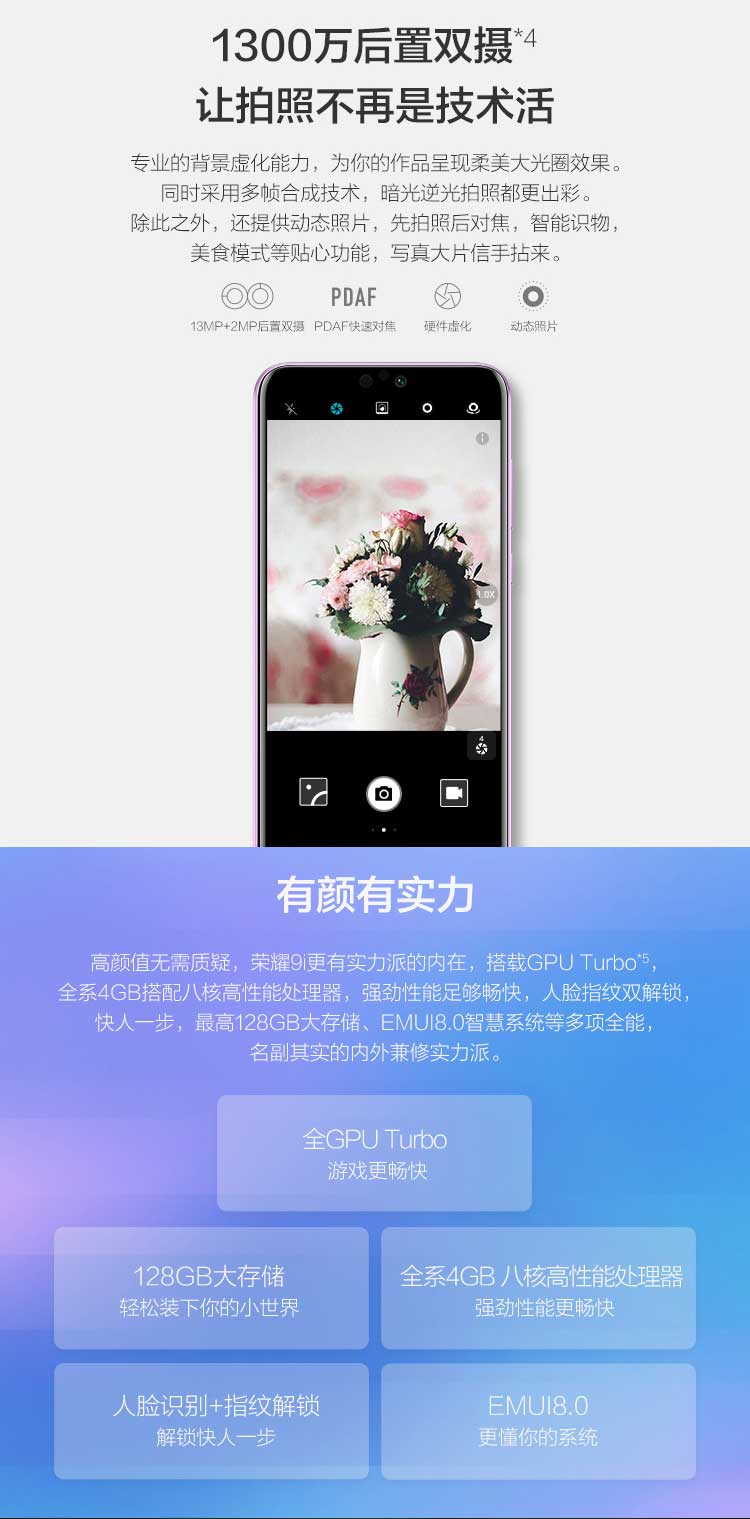 1300万后置双摄*4
让拍照不再是技术活
专业的背景虚化能力，为你的作品呈现柔美大光圈效果。
同时采用多帧合成技术，暗光逆光拍照都更出彩。
除此之外，还提供动态照片，先拍照后对焦，智能识物，
美食模式等贴心功能，写真大片信手拈来。
PDAF
13MP+2MP后置双摄 PDAF快速对焦 硬件虚化 动态照片
1.0X
4
有颜有实力
高颜值无需质疑，荣耀9i更有实力派的内在，搭载GPU Turbo*5，
全系4GB搭配八核高性能处理器，强劲性能足够畅快，人脸指纹双解锁，
快人一步，最高128GB大存储、EMUI8.0智慧系统等多项全能，
名副其实的内外兼修实力派。
全GPU Turbo
游戏更畅快
128GB大存储
轻松装下你的小世界
全系4GB 八核高性能处理器
强劲性能更畅快
人脸识别+指纹解锁
解锁快人一步
EMUI8.0
更懂你的系统